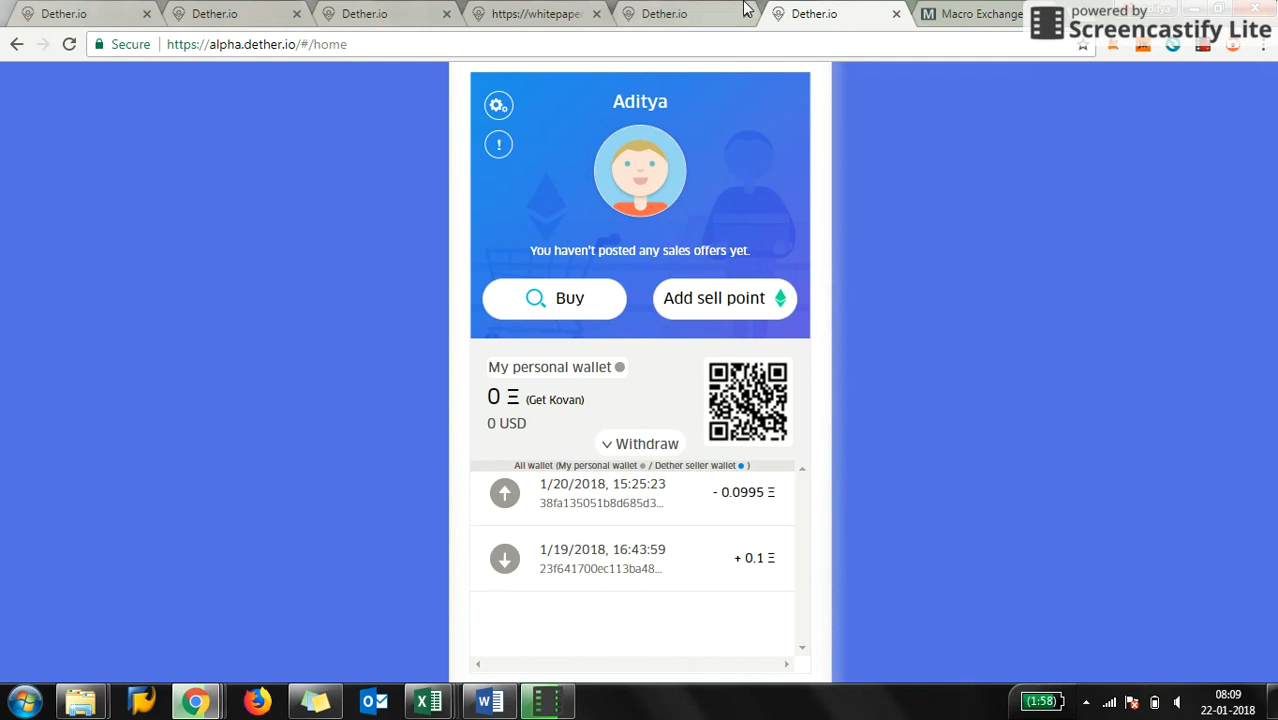 Dether.io
Dether.io
Dether.io
https://whitepape
Dether.io
Dether.io
M Macro Exchange
powered by
Screencastify Lite
Secure https://alpha.dether.io/#/home
Aditya
!
You haven't posted any sales offers yet.
Buy
Add sell point
My personal wallet
0 Ξ (Get Kovan)
0 USD
Withdraw
All wallet (My personal wallet / Dether seller wallet )
1/20/2018, 15:25:23
38fa135051b8d685d3...
- 0.0995 Ξ
1/19/2018, 16:43:59
23f641700ec113ba48...
+ 0.1 Ξ
(1:58)
08:09
22-01-2018